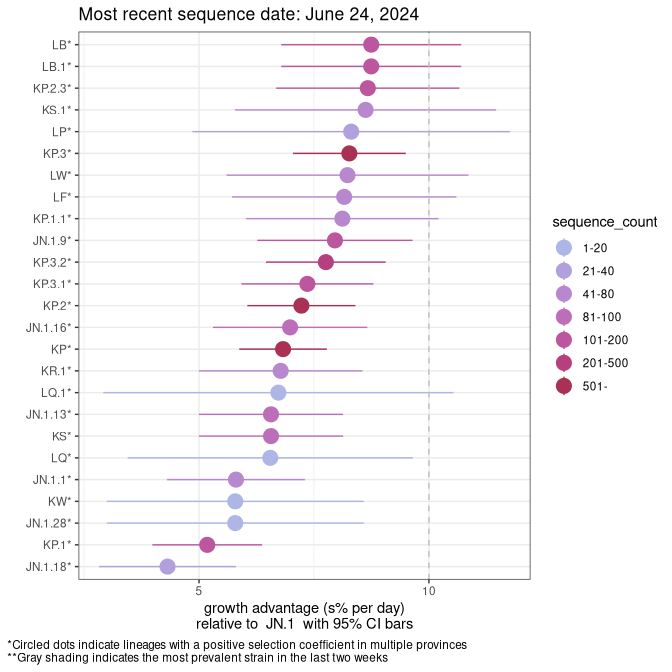 Most recent sequence date: June 24, 2024
LB*
LB.1*
KP.2.3*
KS.1*
LP*
KP.3*
LW*
LF*
KP.1.1*
JN.1.9*
KP.3.2*
KP.3.1*
KP.2*
JN.1.16*
KP*
KR.1*
LQ.1*
JN.1.13*
KS*
LQ*
JN.1.1*
KW*
JN.1.28*
KP.1*
JN.1.18*
5 10
growth advantage (s% per day)
relative to JN.1 with 95% CI bars
sequence_count
1-20
21-40
41-80
81-100
101-200
201-500
501-
*Circled dots indicate lineages with a positive selection coefficient in multiple provinces
**Gray shading indicates the most prevalent strain in the last two weeks